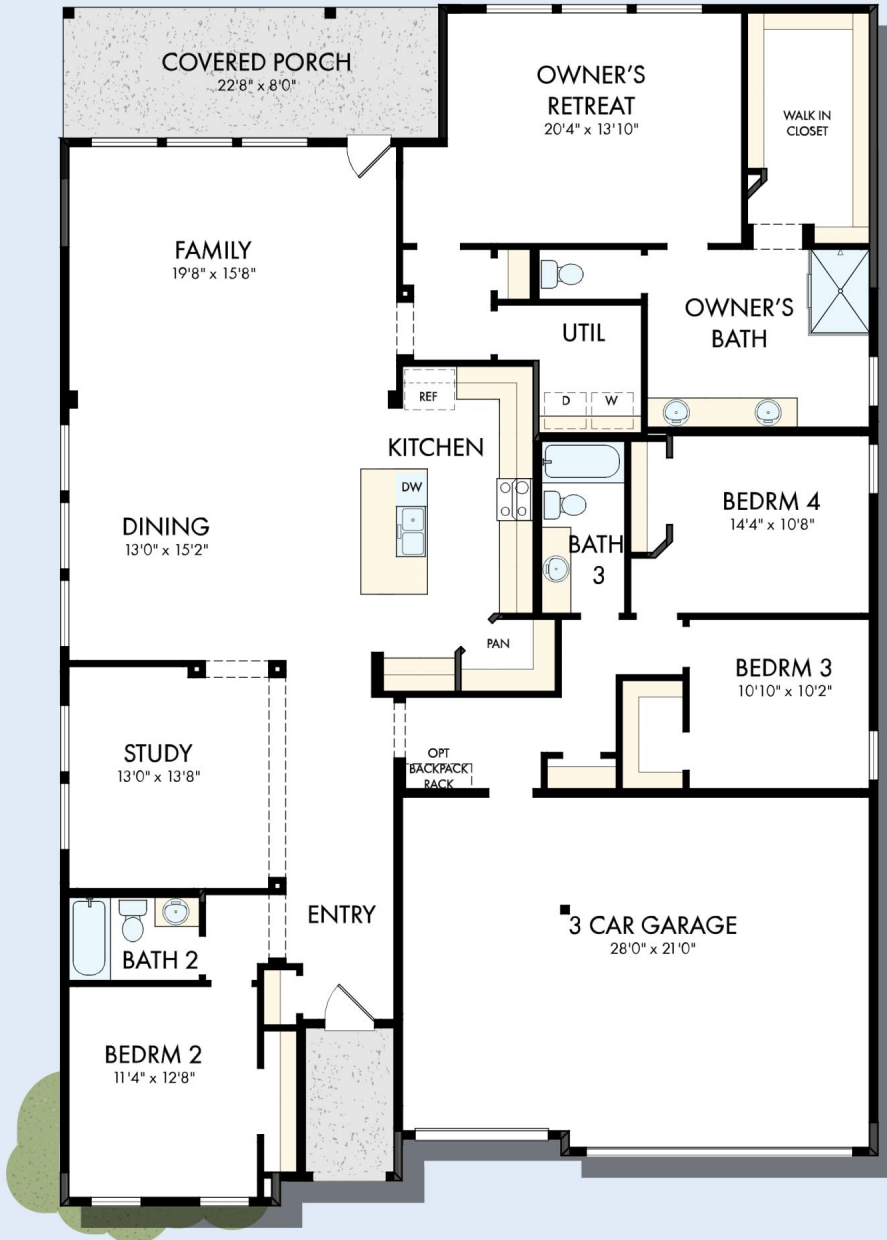 COVERED PORCH
22'8" x 8'0"
OWNER'S
RETREAT
20'4" x 13'10"
WALK IN
CLOSET
FAMILY
19'8" x 15'8"
OWNER'S
BATH
UTIL
D
W
REF
KITCHEN
DW
DINING
13'0" x 15'2"
BATH
3
BEDRM 4
14'4" x 10'8"
PAN
BEDRM 3
10'10" x 10'2"
STUDY
13'0" x 13'8"
OPT
BACKPACK
RACK
ENTRY
3 CAR GARAGE
28'0" x 21'0"
BATH 2
BEDRM 2
11'4" x 12'8"